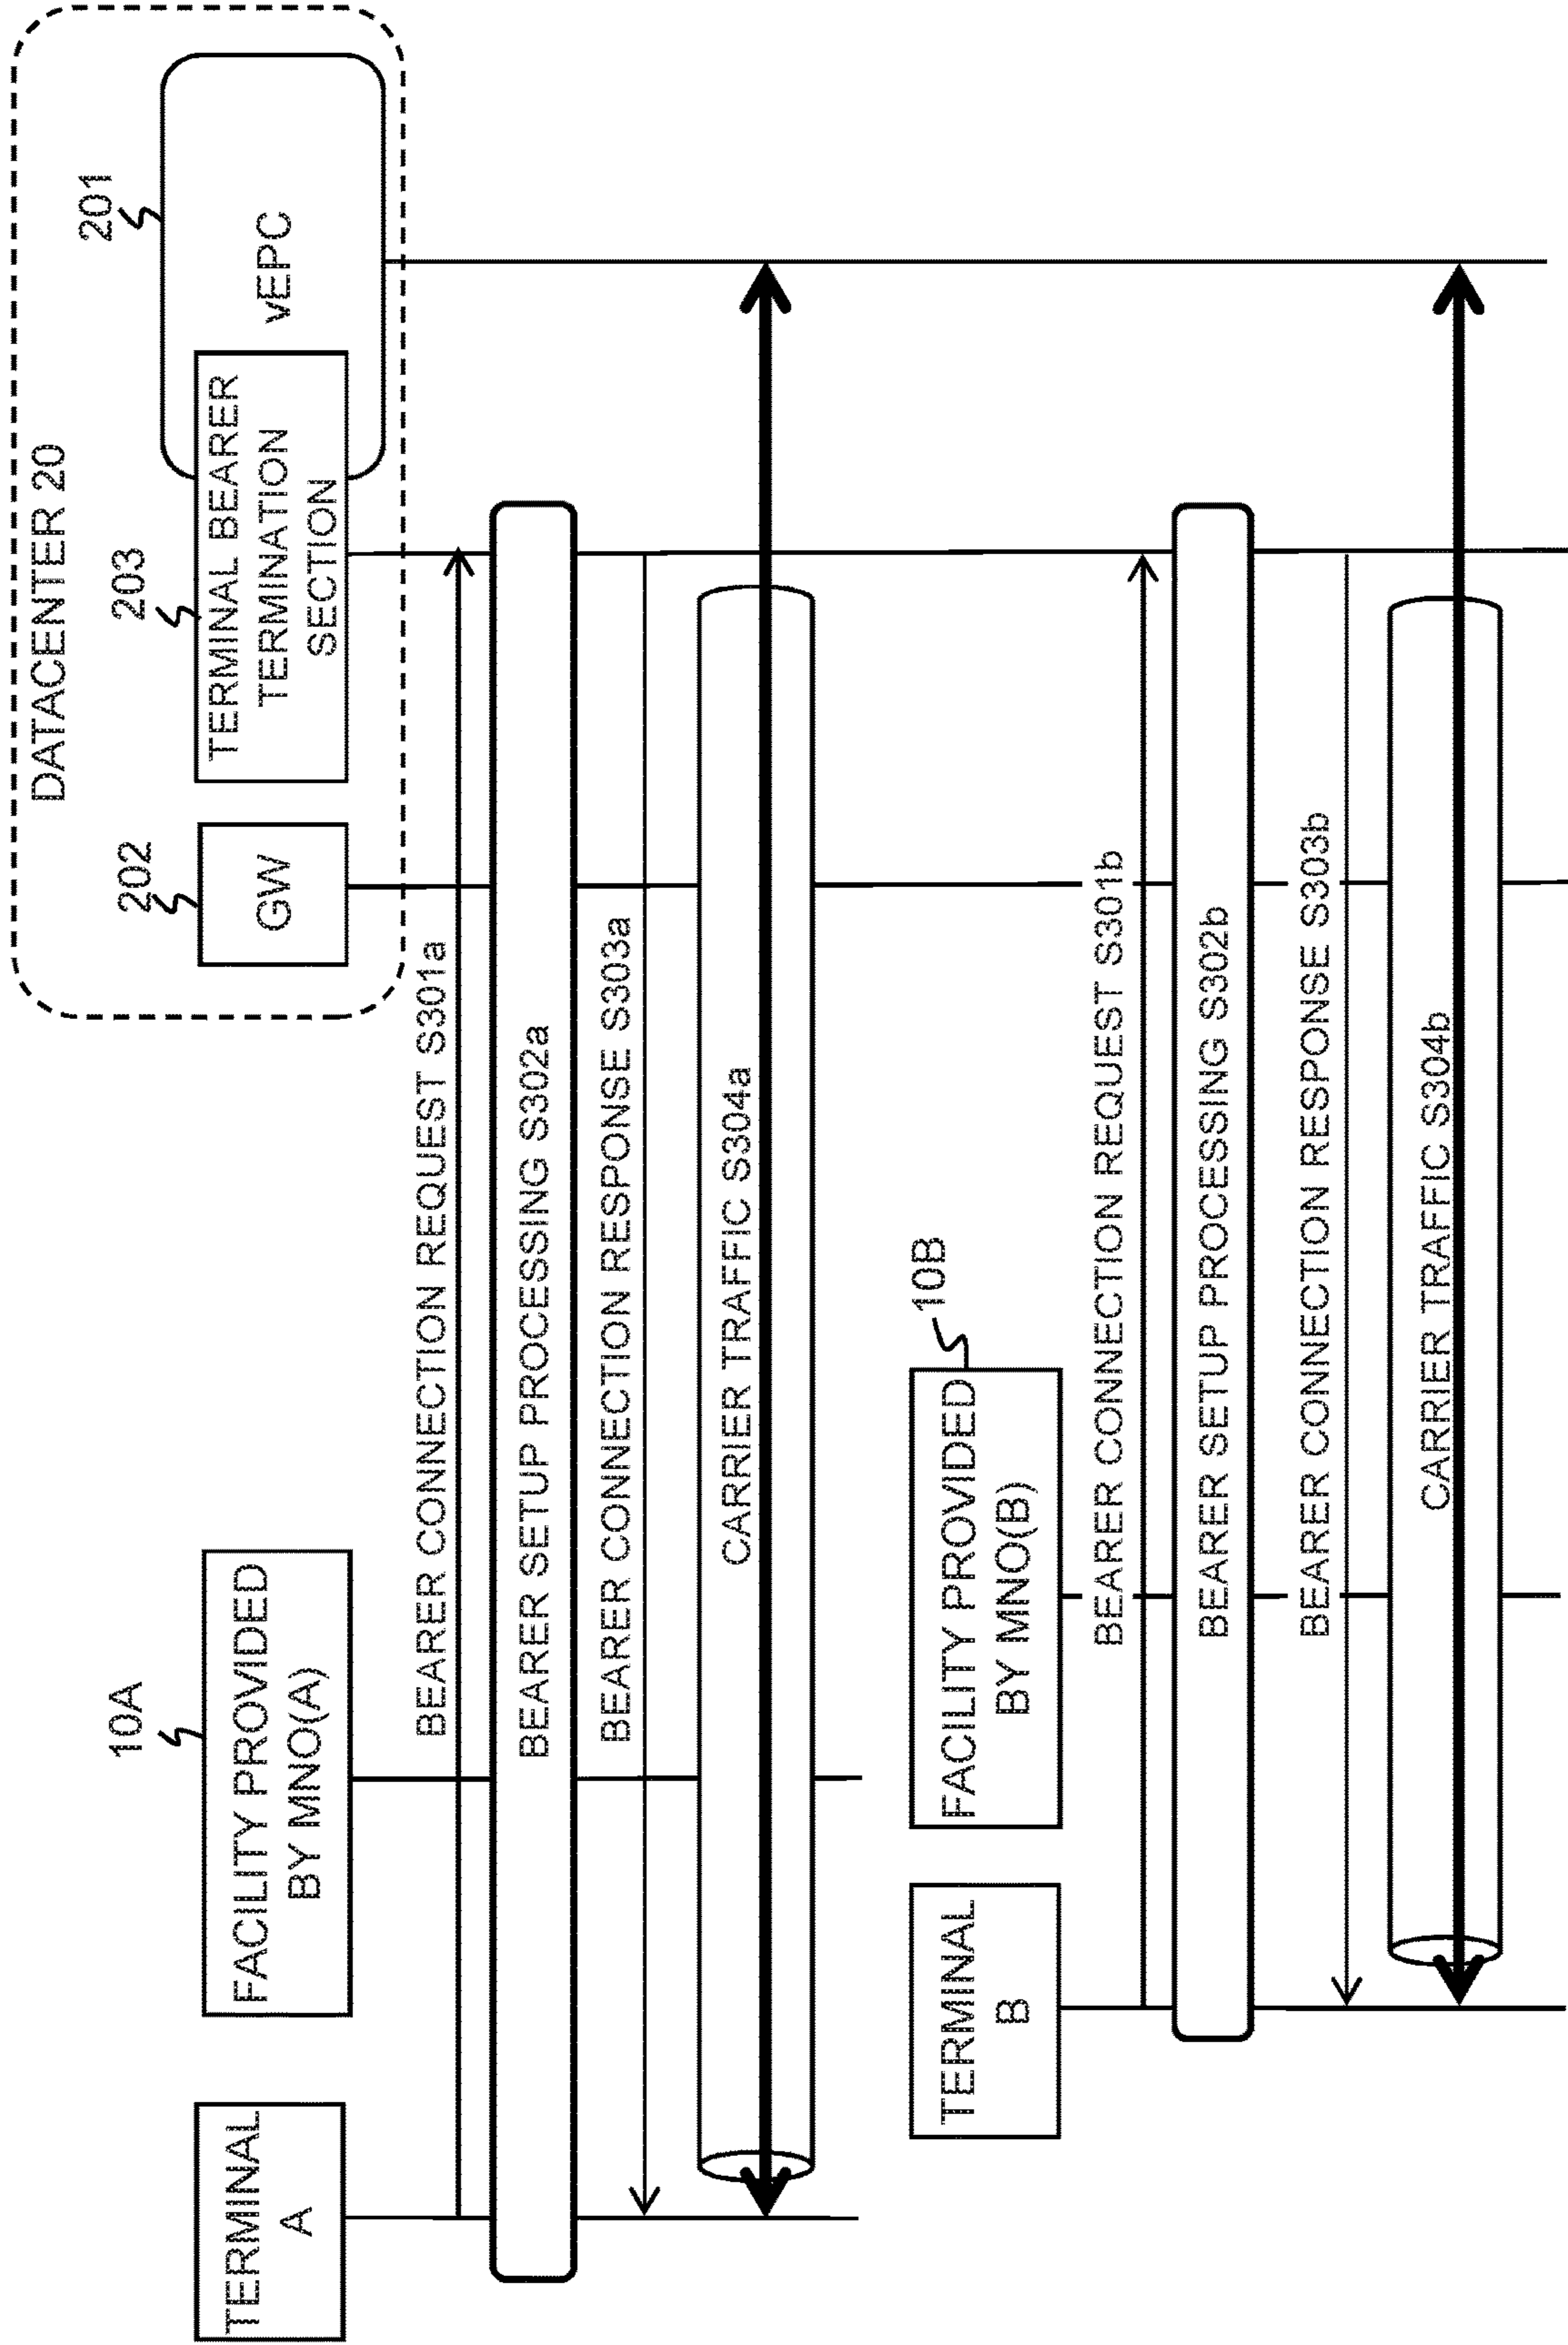 DATACENTER 20
201
203
202
10A
TERMINAL
A
FACILITY PROVIDED
BY MNO(A)
GW
TERMINAL BEARER
TERMINATION
SECTION
vEPC
BEARER CONNECTION REQUEST S301a
BEARER SETUP PROCESSING S302a
BEARER CONNECTION RESPONSE S303a
CARRIER TRAFFIC S304a
10B
TERMINAL
B
FACILITY PROVIDED
BY MNO(B)
BEARER CONNECTION REQUEST S301b
BEARER SETUP PROCESSING S302b
BEARER CONNECTION RESPONSE S303b
CARRIER TRAFFIC S304b